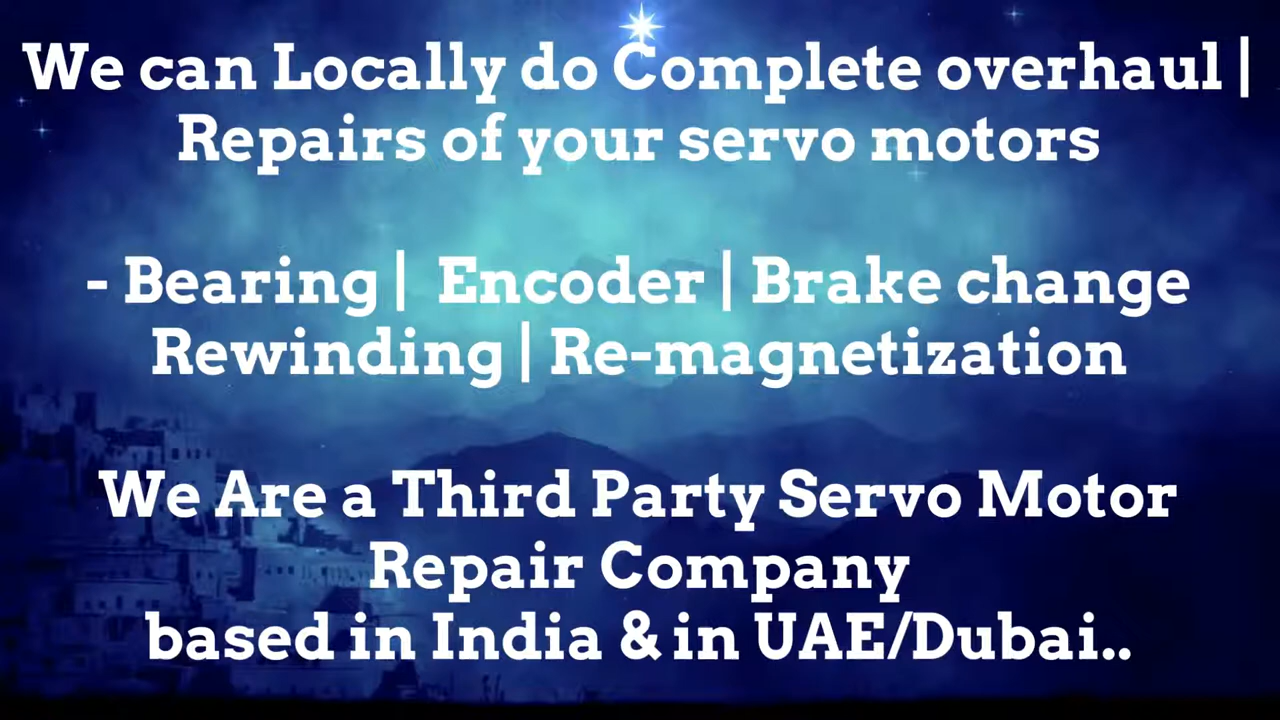 We can Locally do Complete overhaul |
Repairs of your servo motors
- Bearing | Encoder | Brake change
Rewinding | Re-magnetization
We Are a Third Party Servo Motor
Repair Company
based in India & in UAE/Dubai..